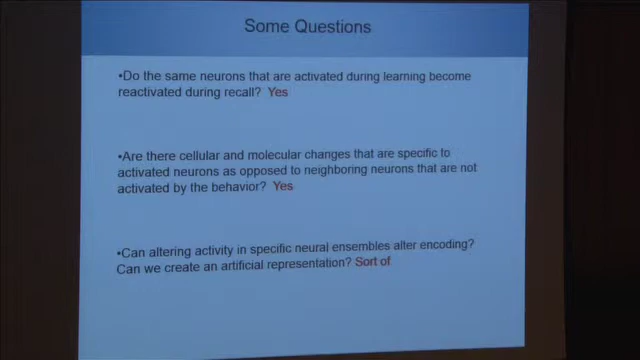 Some Questions
•Do the same neurons that are activated during learning become
reactivated during recall? Yes
•Are there cellular and molecular changes that are specific to
activated neurons as opposed to neighboring neurons that are not
activated by the behavior? Yes
•Can altering activity in specific neural ensembles alter encoding?
Can we create an artificial representation? Sort of